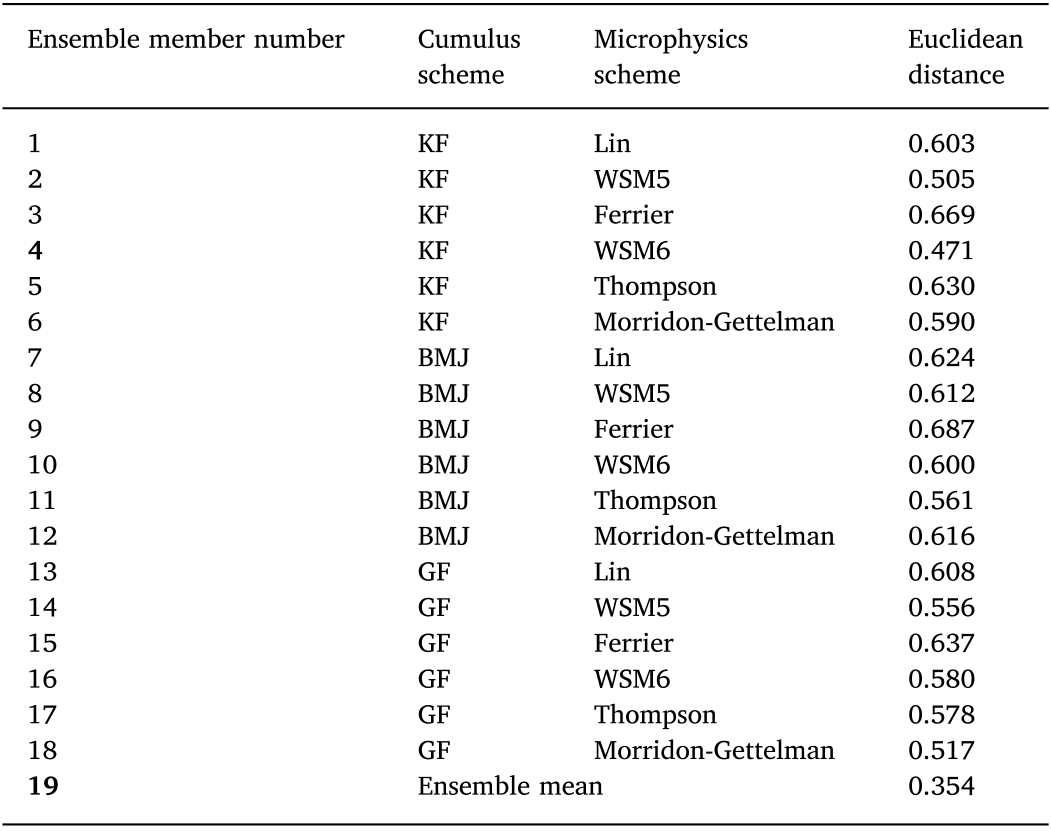 Ensemble member number Cumulus scheme Microphysics scheme Euclidean distance
1 KF Lin 0.603
2 KF WSM5 0.505
3 KF Ferrier 0.669
4 KF WSM6 0.471
5 KF Thompson 0.630
6 KF Morridon-Gettelman 0.590
7 BMJ Lin 0.624
8 BMJ WSM5 0.612
9 BMJ Ferrier 0.687
10 BMJ WSM6 0.600
11 BMJ Thompson 0.561
12 BMJ Morridon-Gettelman 0.616
13 GF Lin 0.608
14 GF WSM5 0.556
15 GF Ferrier 0.637
16 GF WSM6 0.580
17 GF Thompson 0.578
18 GF Morridon-Gettelman 0.517
19 Ensemble mean 0.354